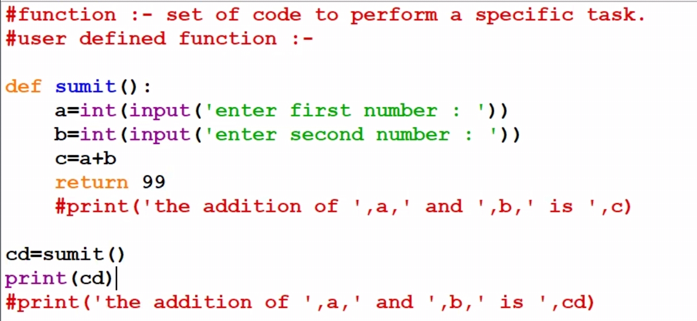 #function :- set of code to perform a specific task.
#user defined function :-

def sumit():
    a=int(input('enter first number : '))
    b=int(input('enter second number : '))
    c=a+b
    return 99
    #print('the addition of ',a,' and ',b,' is ',c)

cd=sumit()
print(cd)
#print('the addition of ',a,' and ',b,' is ',cd)